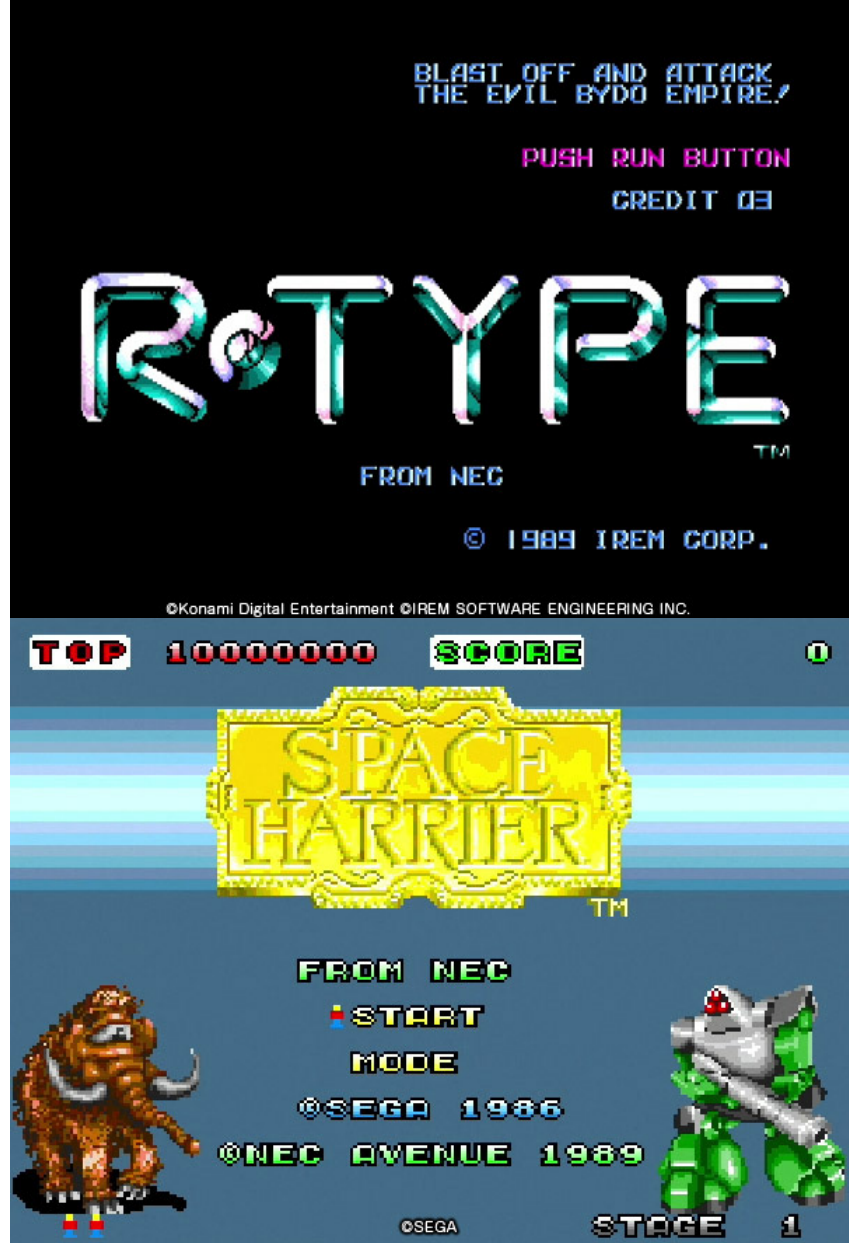 BLAST OFF AND ATTACK
THE EVIL BYDO EMPIRE!
PUSH RUN BUTTON
CREDIT 03
R•TYPE
TM
FROM NEC
© 1989 IREM CORP.
©Konami Digital Entertainment ©IREM SOFTWARE ENGINEERING INC.
TOP 10000000 SCORE 0
SPACE
HARRIER
TM
FROM NEC
START
MODE
©SEGA 1986
©NEC AVENUE 1989
©SEGA STAGE 1